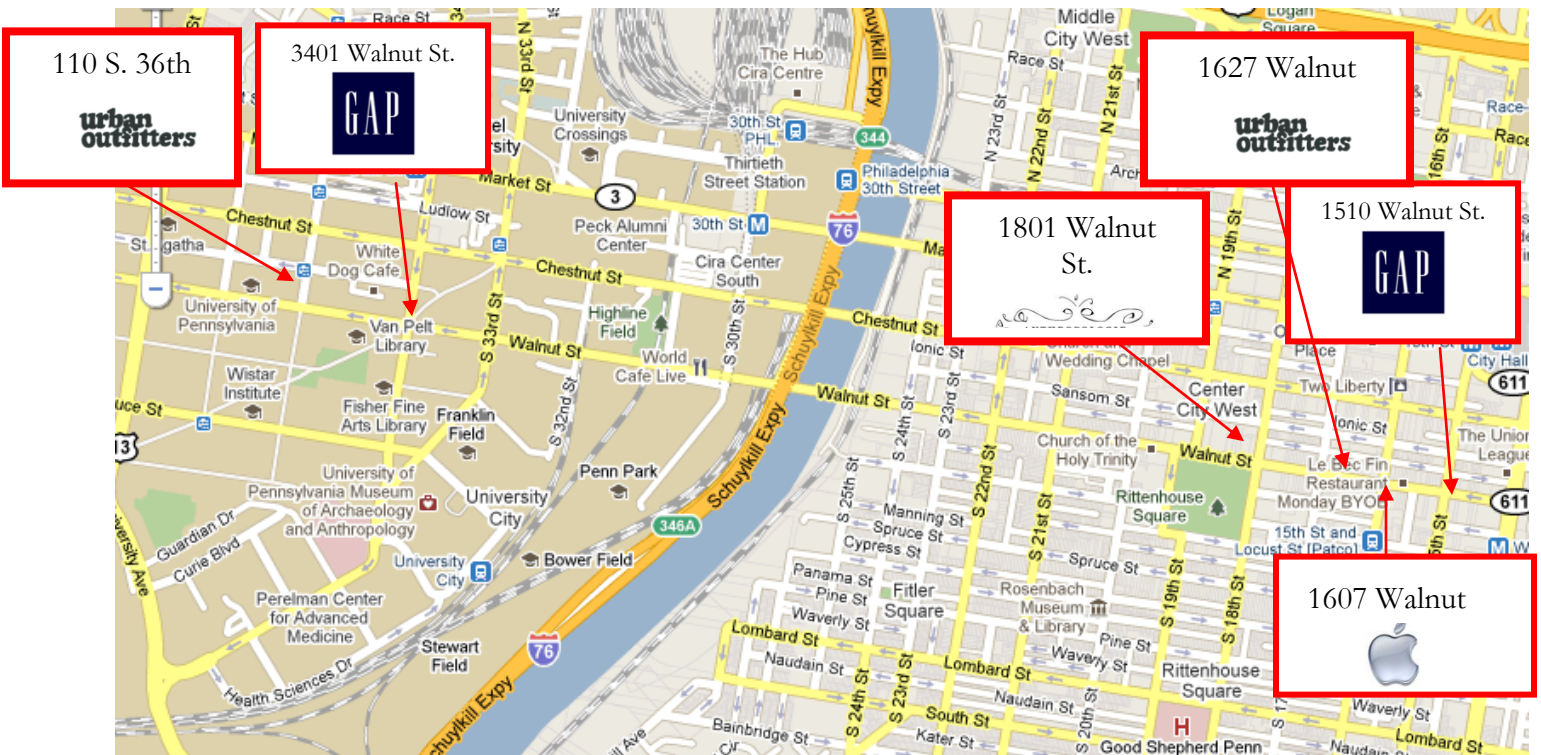 110 S. 36th
urban
outfitters
3401 Walnut St.
GAP
1627 Walnut
urban
outfitters
1801 Walnut
St.
1510 Walnut St.
GAP
1607 Walnut
Race St
N 33rd St
The Hub
Cira Centre
Schuylkill Expy
Middle
City West
Logan
Square
Race St
N 21st St
N 22nd St
N 23rd St
16th St
Race
University
Crossings
30th St
PHL.
344
Thirtieth
Street Station
Philadelphia
30th Street
Market St
3
Ludlow St
Chestnut St
White
Dog Cafe
Peck Alumni
Center
30th St
M
76
Cira Center
South
Chestnut St
N 19th St
University of
Pennsylvania
Van Pelt
Library
S 33rd St
Highline
Field
S 30th St
Schuylkill Expy
Chestnut St
Ionic St
Wedding Chapel
Place
City Hall
Walnut St
World
Cafe Live
Wistar
Institute
S 32nd St
Walnut St
S 24th St
S 23rd St
Sansom St
Center
City West
Two Liberty
611
Fisher Fine
Arts Library
Franklin
Field
Ionic St
13
The Union
League
Church of the
Holy Trinity
Walnut St
Le Bec Fin
Restaurant
Monday BYO
University of
Pennsylvania Museum
of Archaeology
and Anthropology
University
City
Penn Park
Schuylkill Expy
S 25th St
S 22nd St
Rittenhouse
Square
611
346A
Manning St
Spruce St
Cypress St
S 21st St
15th St and
Locust St [Patco]
M
Guardian Dr
Curie Blvd
University Ave
University
City
Bower Field
Spruce St
Panama St
Pine St
Waverly St
Fitler
Square
Rosenbach
Museum
& Library
S 19th St
S 18th St
Perelman Center
for Advanced
Medicine
Stewart
Field
76
Lombard St
Pine St
Waverly St
Naudain St
Lombard St
Rittenhouse
Square
Health Sciences Dr
S 24th St
S 23rd St
Naudain St
S 20th St
Waverly St
Bainbridge St
South St
Kater St
H
Good Shepherd Penn
Lombard St
Naudain